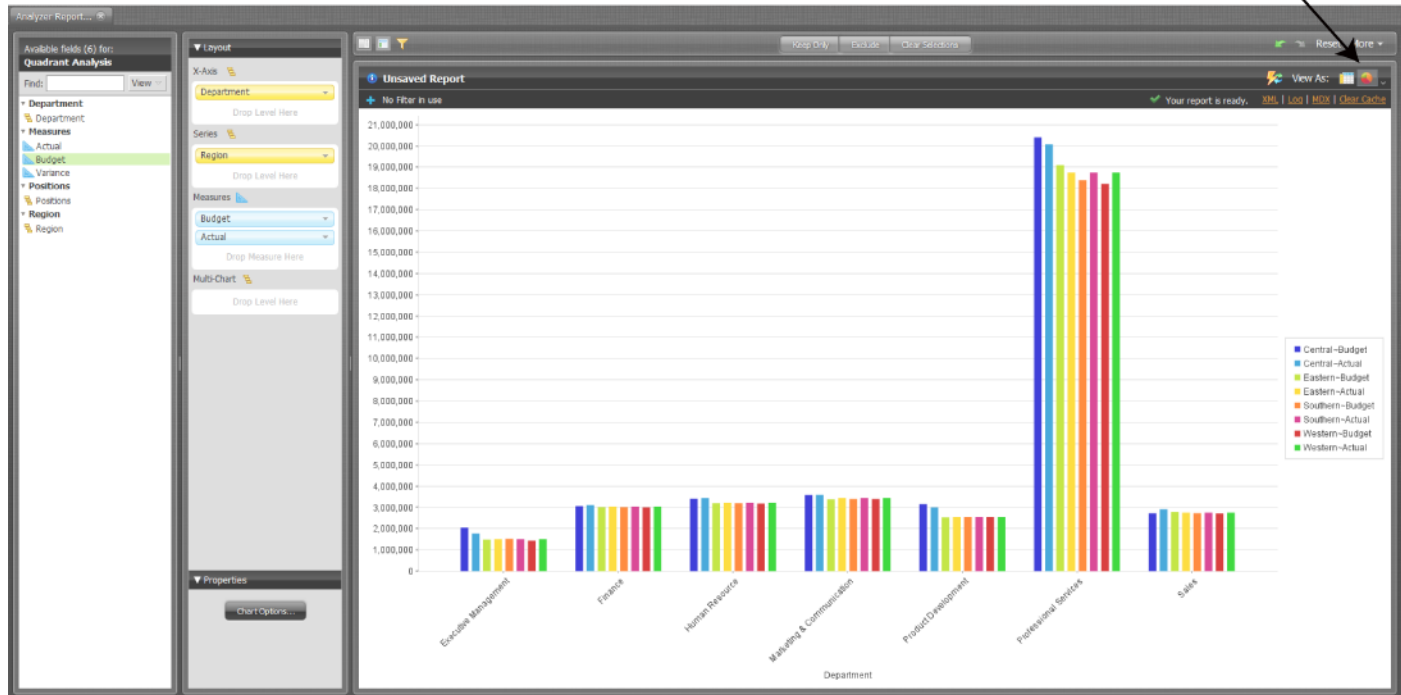 Analyzer Report...
Available fields (6) for:
Quadrant Analysis
Find:
View
Department
Department
Measures
Actual
Budget
Variance
Positions
Positions
Region
Region
Layout
X-Axis
Department
Drop Level Here
Series
Region
Drop Level Here
Measures
Budget
Actual
Drop Measure Here
Multi-Chart
Drop Level Here
Properties
Chart Options...
Keep Only Exclude Clear Selections
Reset More
Unsaved Report
View As:
No Filter in use
Your report is ready. XML | Log | MDX | Clear Cache
21,000,000
20,000,000
19,000,000
18,000,000
17,000,000
16,000,000
15,000,000
14,000,000
13,000,000
12,000,000
11,000,000
10,000,000
9,000,000
8,000,000
7,000,000
6,000,000
5,000,000
4,000,000
3,000,000
2,000,000
1,000,000
0
Executive Management
Finance
Human Resource
Marketing & Communication
Product Development
Professional Services
Sales
Department
Central~Budget
Central~Actual
Eastern~Budget
Eastern~Actual
Southern~Budget
Southern~Actual
Western~Budget
Western~Actual